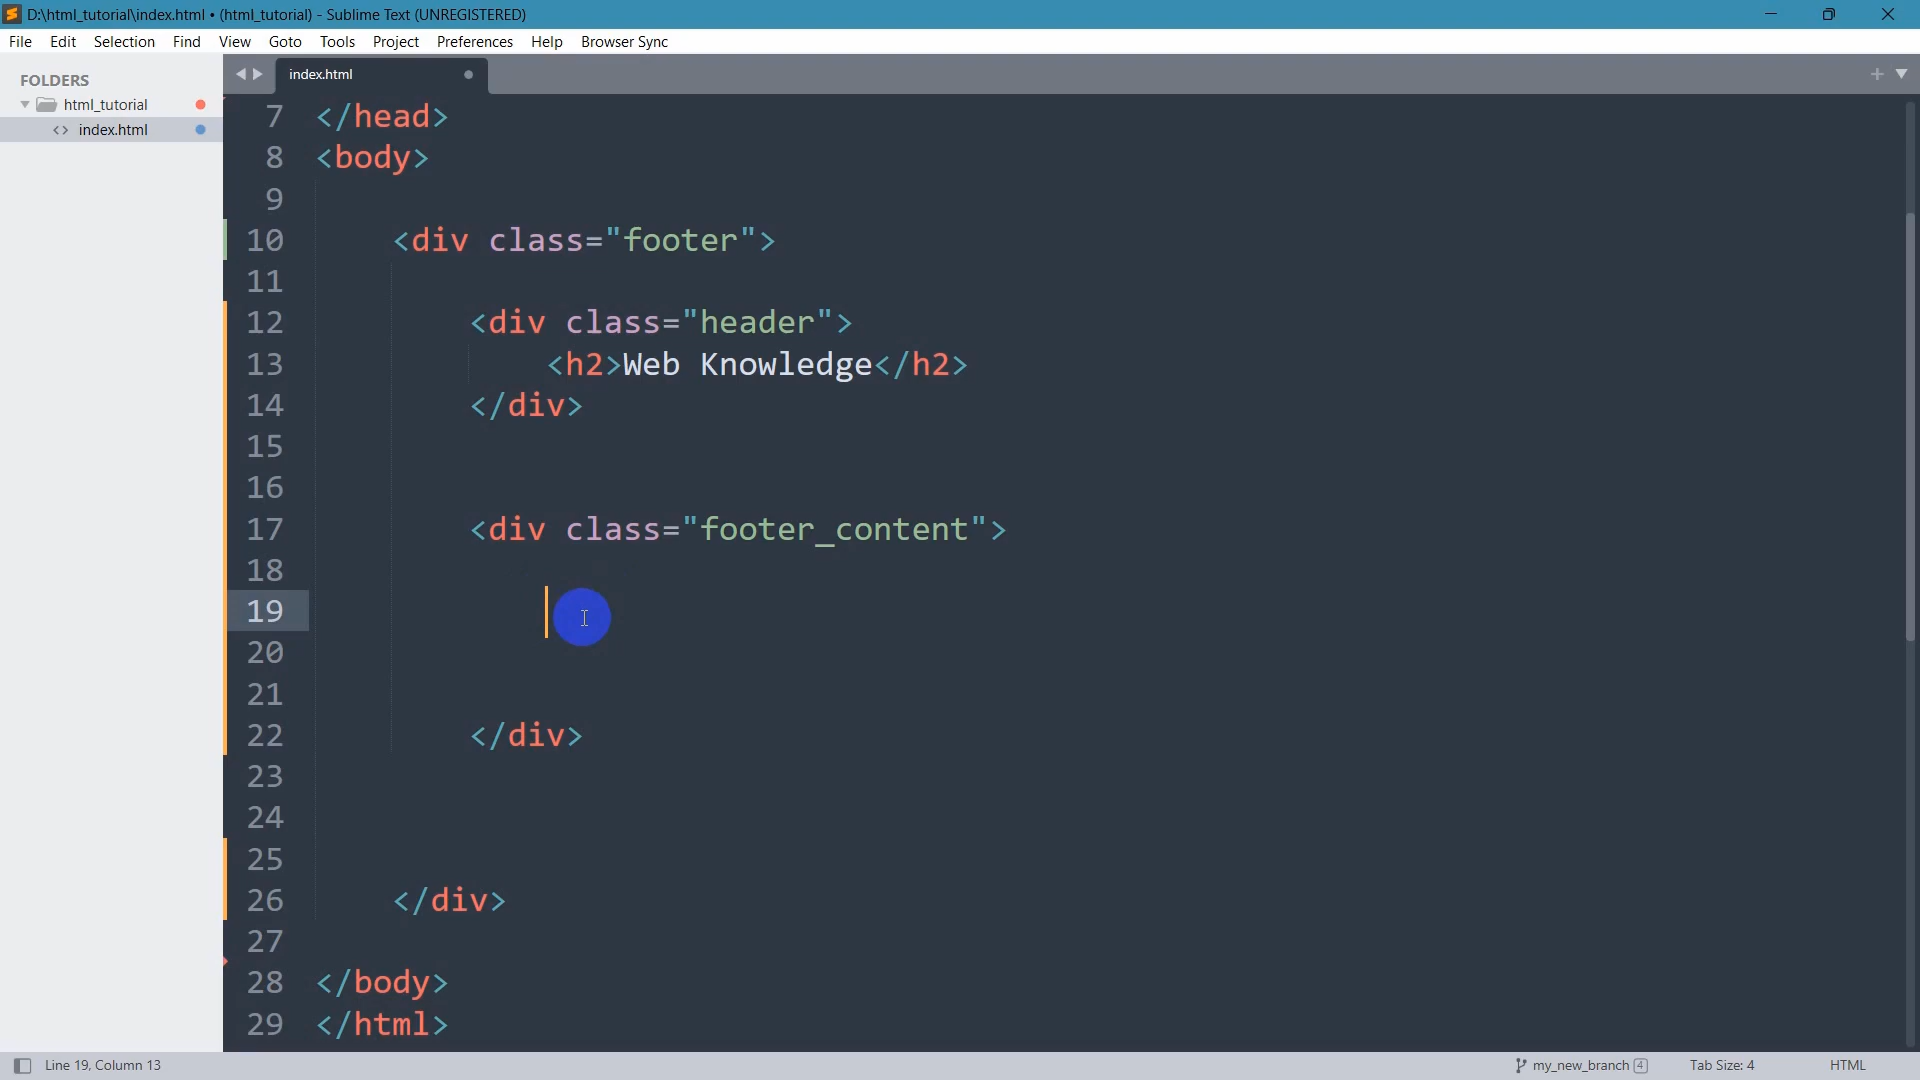 D:\html_tutorial\index.html • (html_tutorial) - Sublime Text (UNREGISTERED)
File Edit Selection Find View Goto Tools Project Preferences Help Browser Sync
FOLDERS
html_tutorial
index.html
index.html
7 </head>
8 <body>
9
10 <div class="footer">
11
12 <div class="header">
13 <h2>Web Knowledge</h2>
14 </div>
15
16
17 <div class="footer_content">
18
19
20
21
22 </div>
23
24
25
26 </div>
27
28 </body>
29 </html>
Line 19, Column 13
my_new_branch 4
Tab Size: 4
HTML